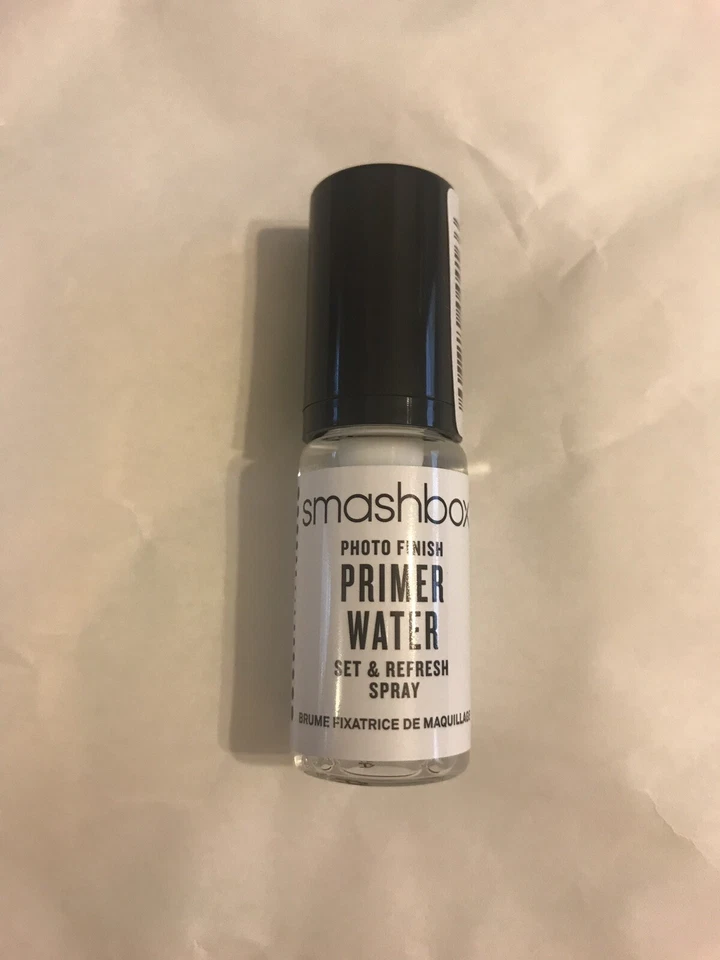 smashbox
PHOTO FINISH
PRIMER
WATER
SET & REFRESH
SPRAY
BRUME FIXATRICE DE MAQUILLAGE